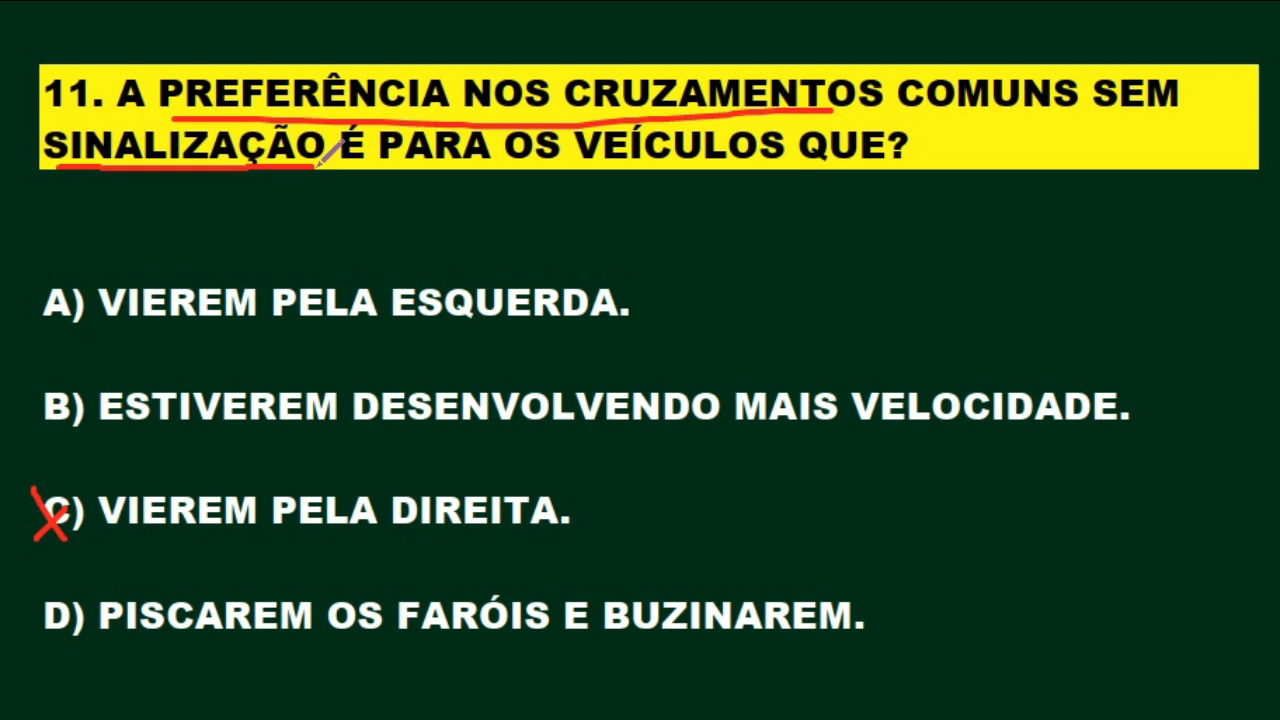 11. A PREFERÊNCIA NOS CRUZAMENTOS COMUNS SEM
SINALIZAÇÃO É PARA OS VEÍCULOS QUE?
A) VIEREM PELA ESQUERDA.
B) ESTIVEREM DESENVOLVENDO MAIS VELOCIDADE.
C) VIEREM PELA DIREITA.
D) PISCAREM OS FARÓIS E BUZINAREM.